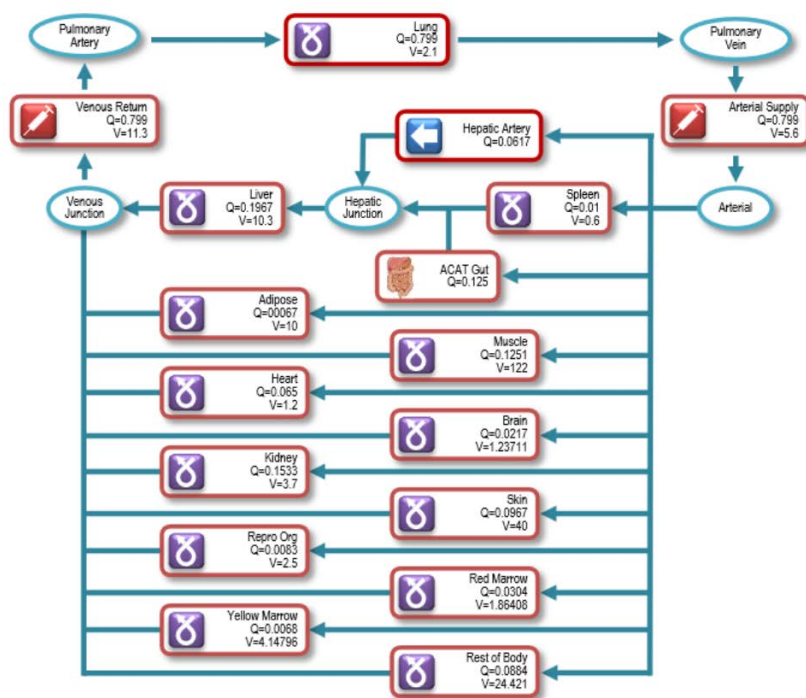 Pulmonary
Artery
Lung
Q=0.799
V=2.1
Pulmonary
Vein
Venous Return
Q=0.799
V=11.3
Arterial Supply
Q=0.799
V=5.6
Hepatic Artery
Q=0.0617
Venous
Junction
Liver
Q=0.1967
V=10.3
Hepatic
Junction
Spleen
Q=0.01
V=0.6
Arterial
ACAT Gut
Q=0.125
Adipose
Q=00067
V=10
Muscle
Q=0.1251
V=122
Heart
Q=0.065
V=1.2
Brain
Q=0.0217
V=1.23711
Kidney
Q=0.1533
V=3.7
Skin
Q=0.0967
V=40
Repro Org
Q=0.0083
V=2.5
Red Marrow
Q=0.0304
V=1.86408
Yellow Marrow
Q=0.0068
V=4.14796
Rest of Body
Q=0.0884
V=24.421